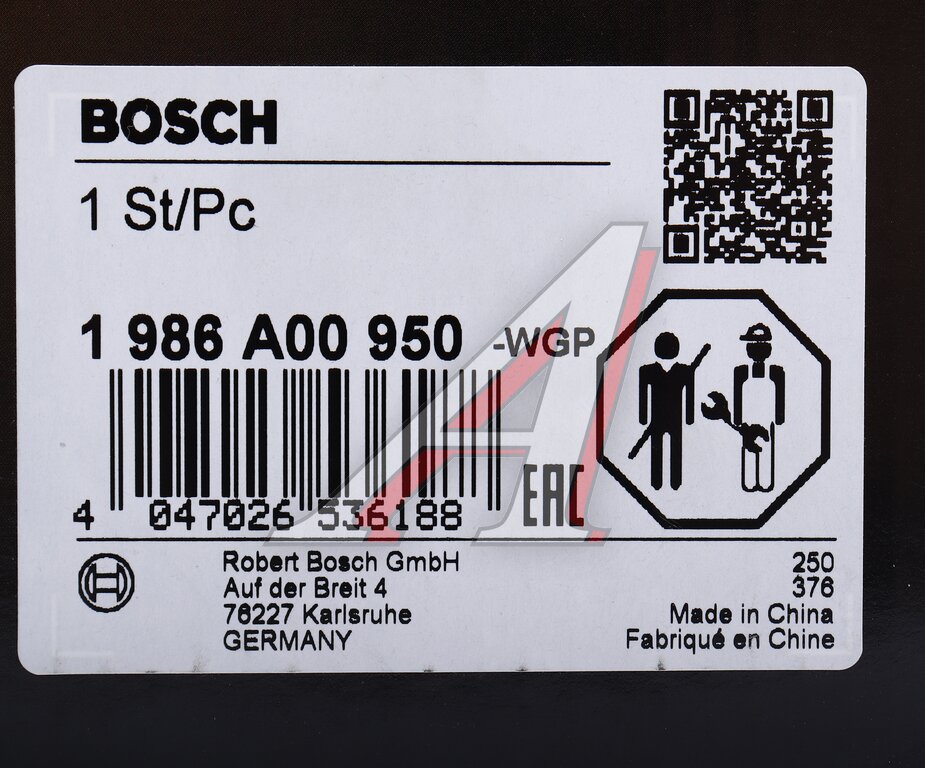 BOSCH
1 St/Pc
1 986 A00 950 -WGP
4 047026 536188
EAC
Robert Bosch GmbH
Auf der Breit 4
76227 Karlsruhe
GERMANY
250
376
Made in China
Fabriqué en Chine